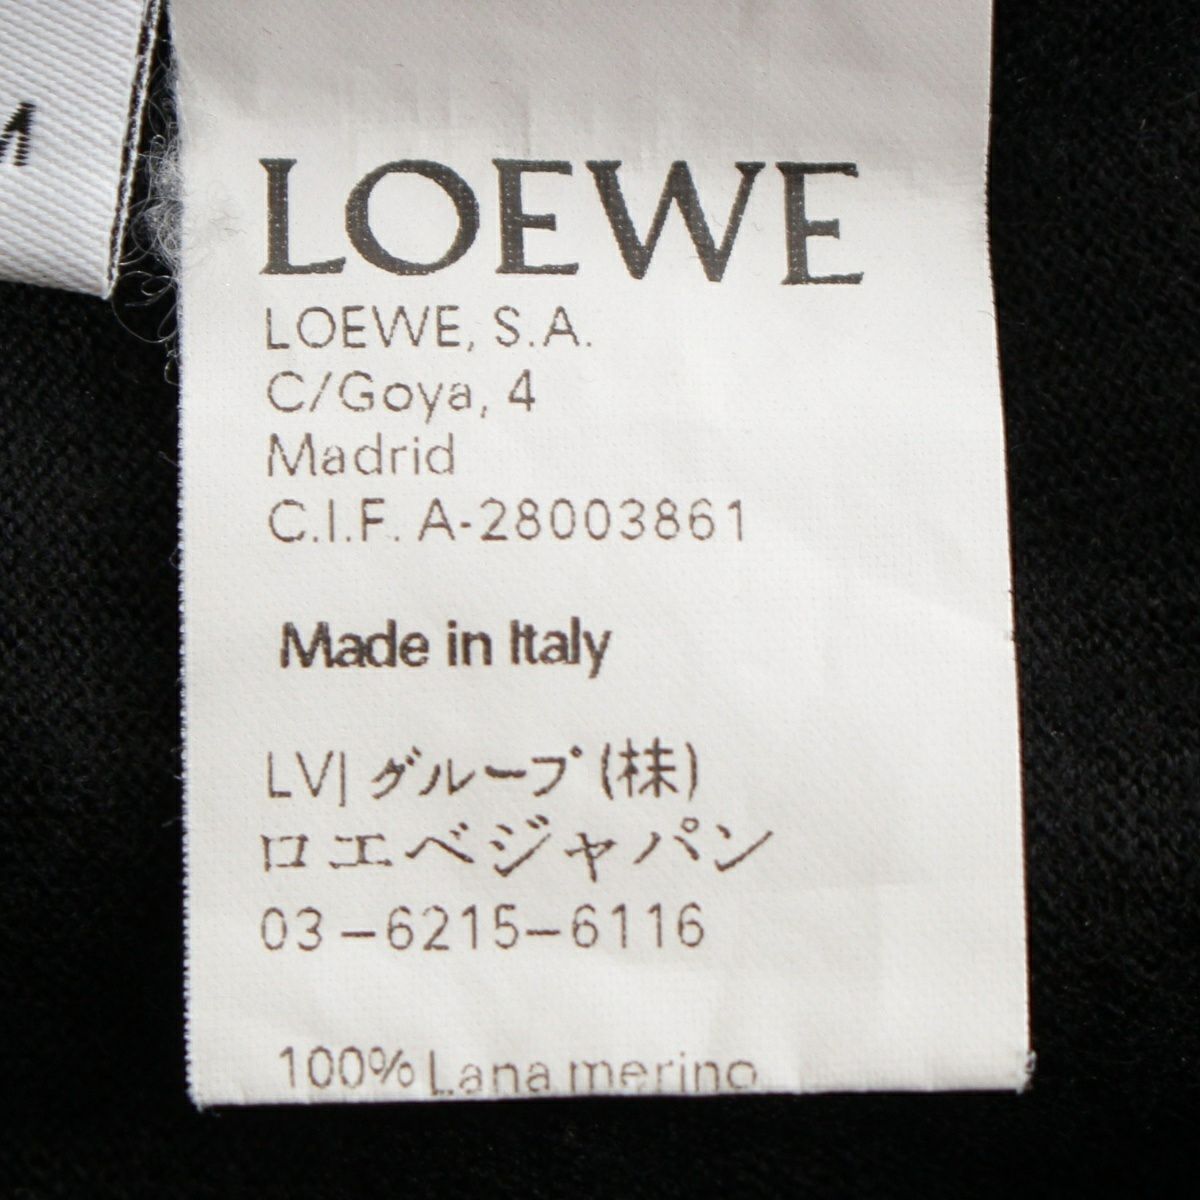 M
LOEWE
LOEWE, S.A.
C/Goya, 4
Madrid
C.I.F. A-28003861
Made in Italy
LVJ グループ(株)
ロエベジャパン
03-6215-6116
100% Lana merino